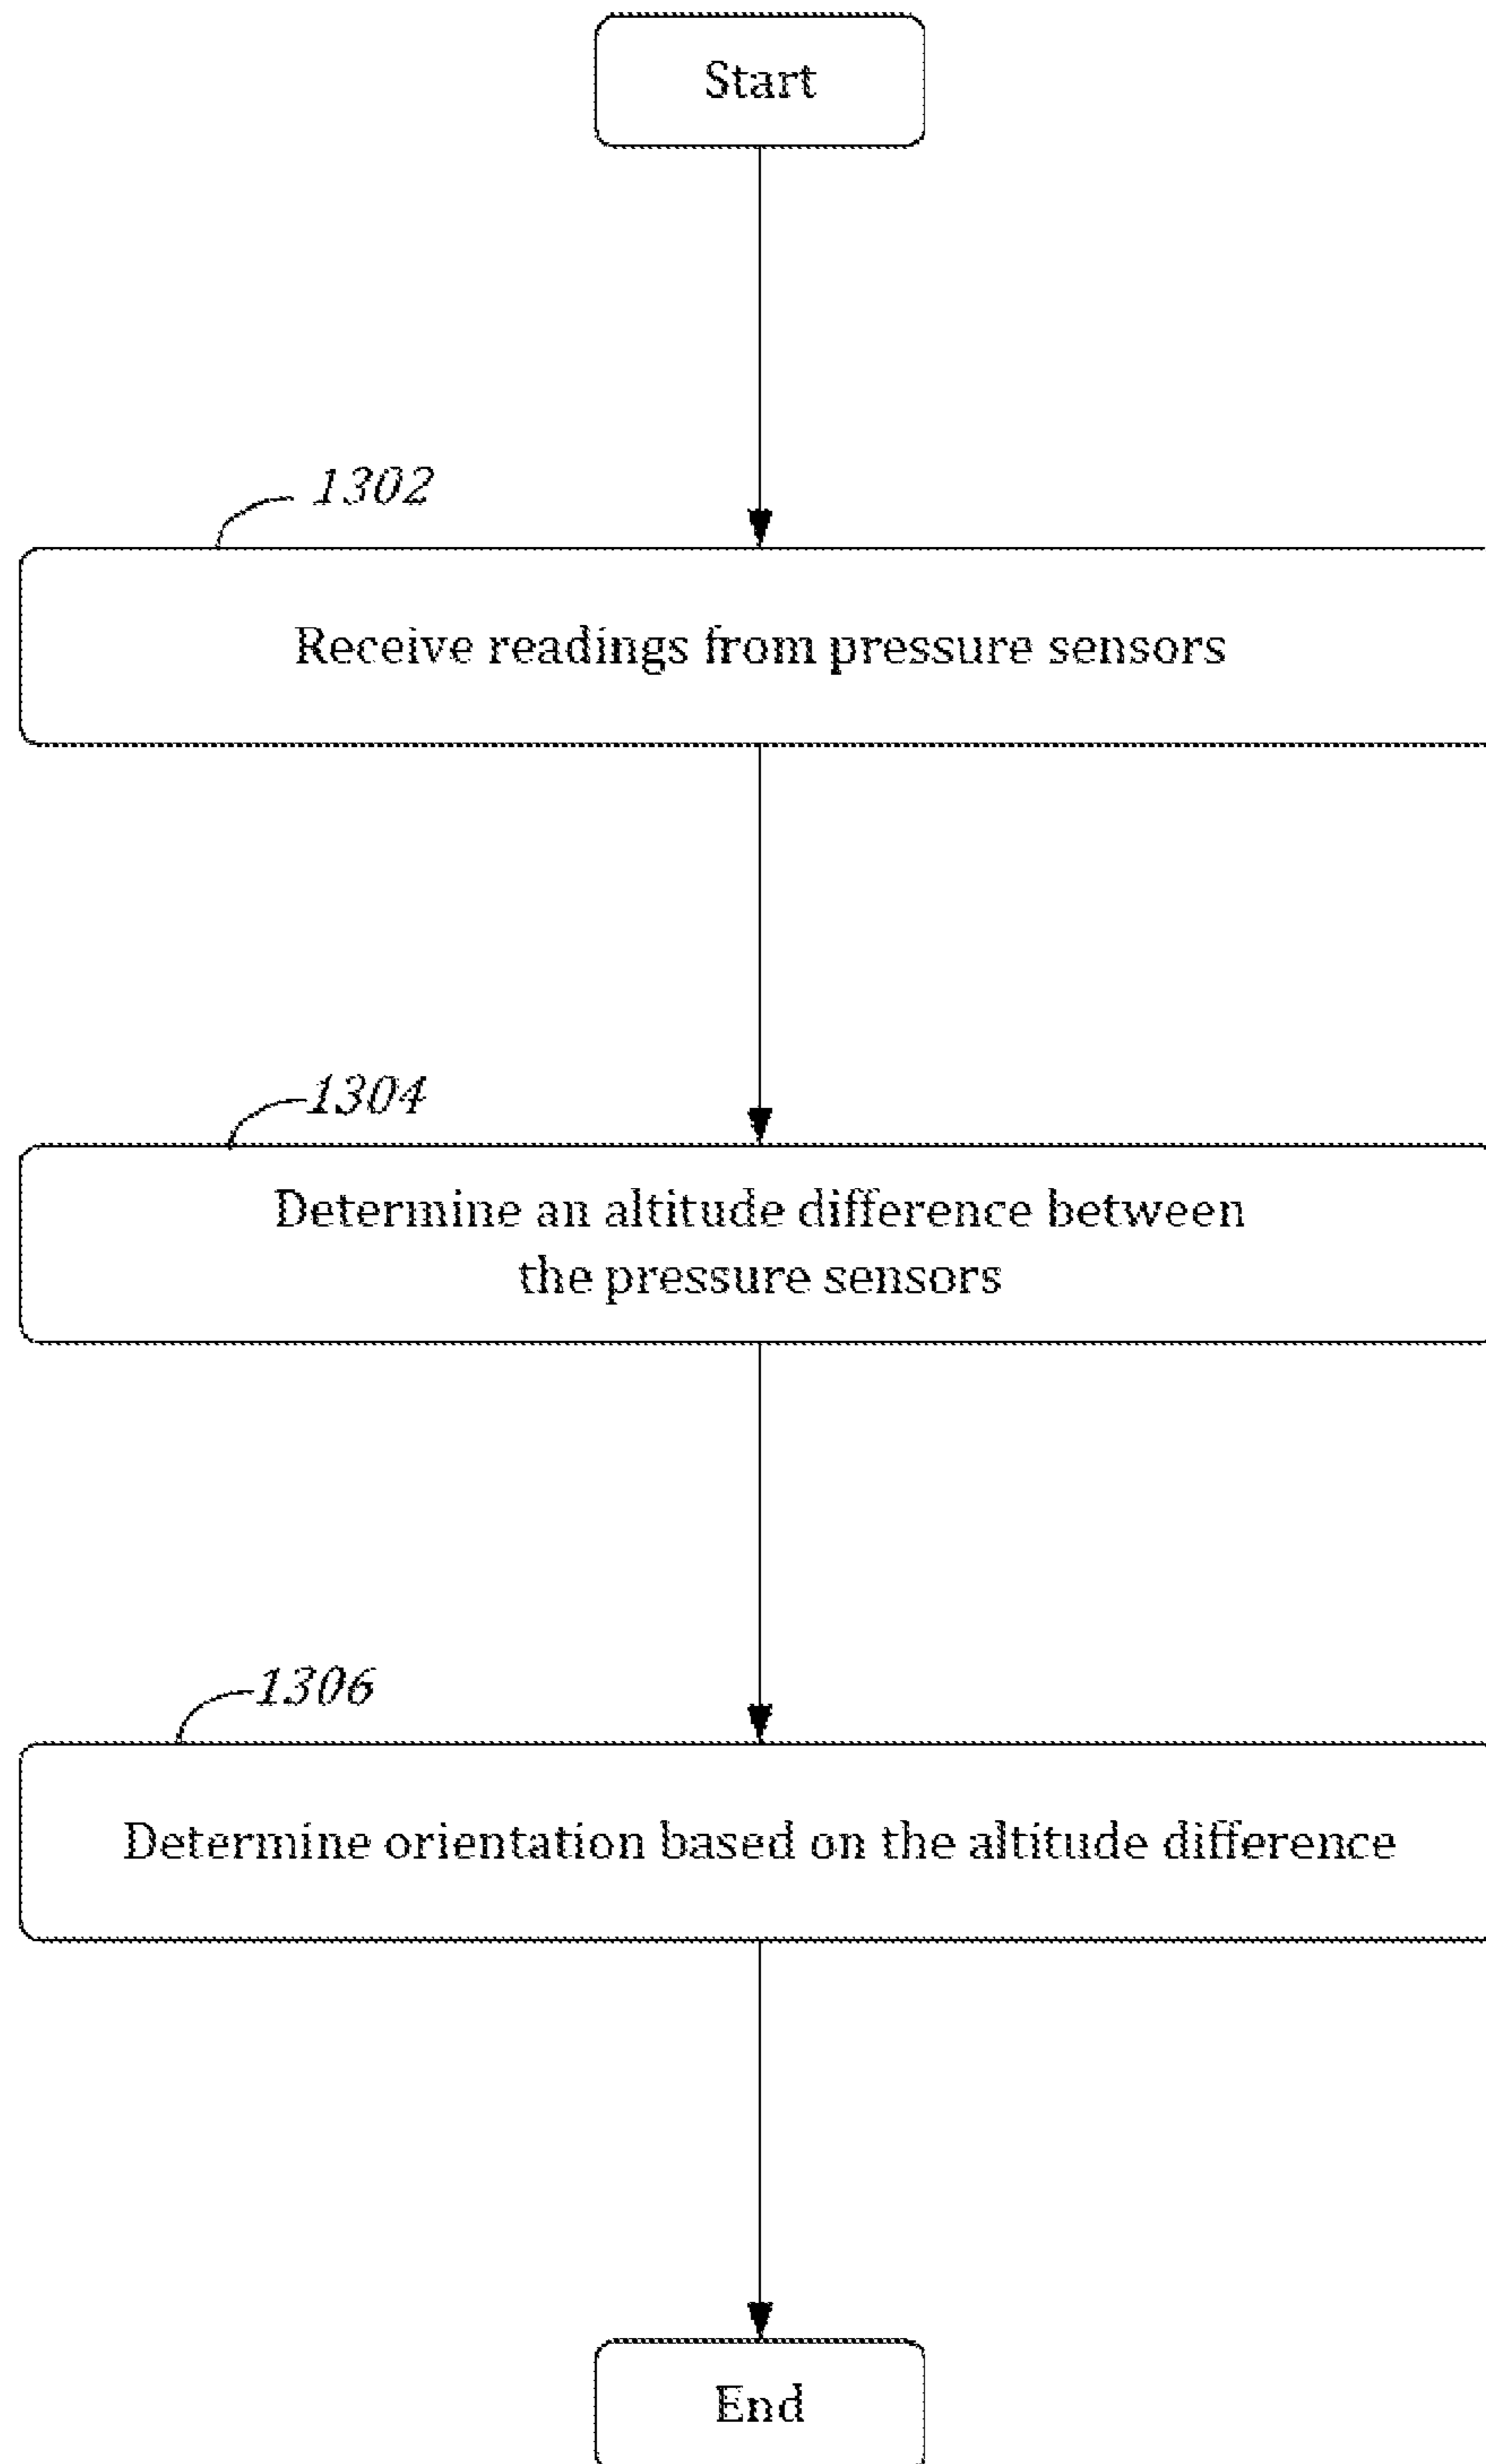 Start
1302
Receive readings from pressure sensors
1304
Determine an altitude difference between
the pressure sensors
1306
Determine orientation based on the altitude difference
End